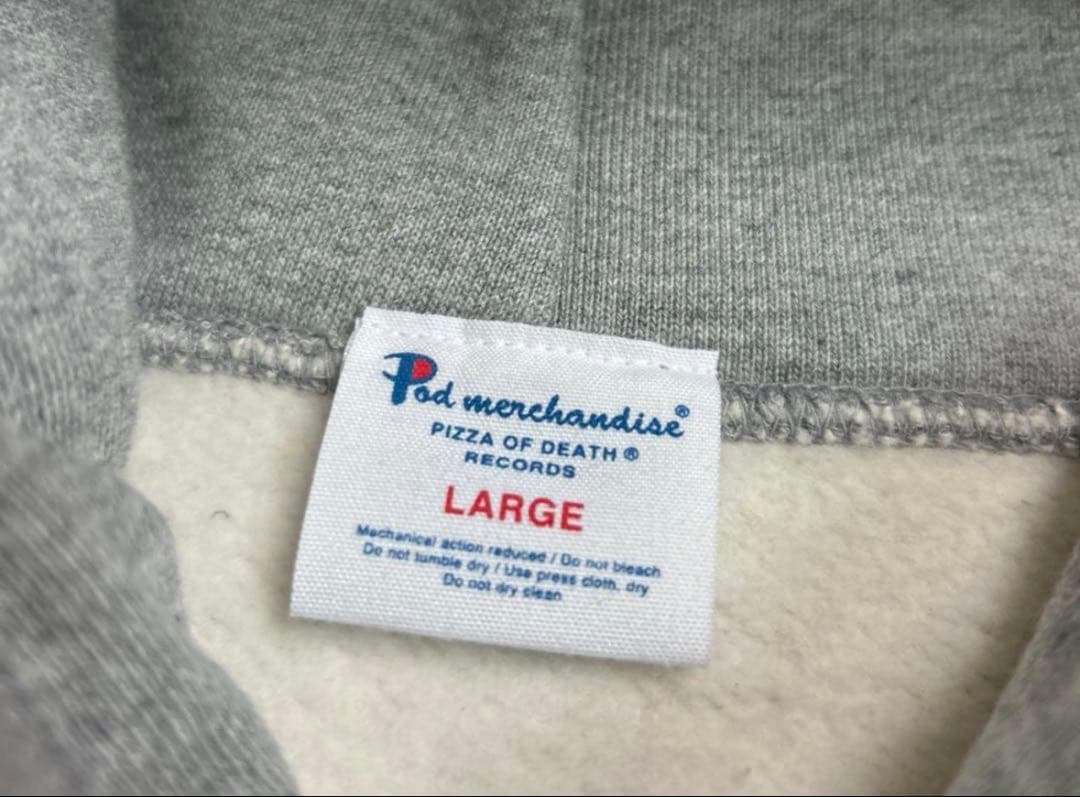 Pod merchandise®
PIZZA OF DEATH ®
RECORDS
LARGE
Mechanical action reduced / Do not bleach
Do not tumble dry / Use press cloth, dry
Do not dry clean